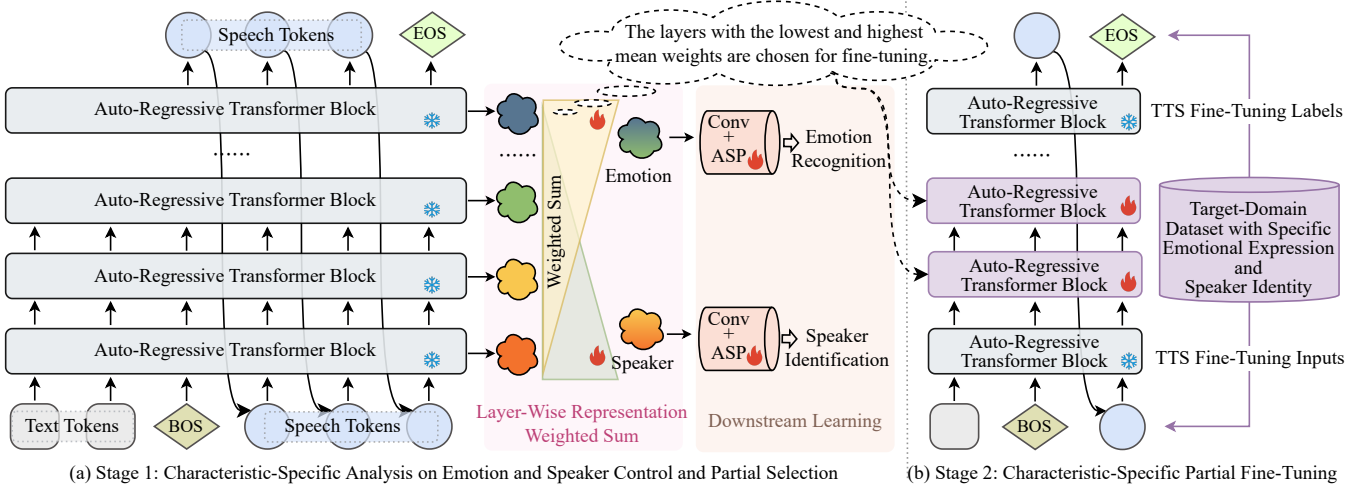 Speech Tokens
EOS
The layers with the lowest and highest
mean weights are chosen for fine-tuning
Auto-Regressive Transformer Block
......
Auto-Regressive Transformer Block
Auto-Regressive Transformer Block
Auto-Regressive Transformer Block
Text Tokens
BOS
Speech Tokens
......
Weighted Sum
Emotion
Speaker
Layer-Wise Representation
Weighted Sum
Conv
+
ASP
Emotion
Recognition
Conv
+
ASP
Speaker
Identification
Downstream Learning
(a) Stage 1: Characteristic-Specific Analysis on Emotion and Speaker Control and Partial Selection
EOS
Auto-Regressive
Transformer Block
......
Auto-Regressive
Transformer Block
Auto-Regressive
Transformer Block
Auto-Regressive
Transformer Block
BOS
TTS Fine-Tuning Labels
Target-Domain
Dataset with Specific
Emotional Expression
and
Speaker Identity
TTS Fine-Tuning Inputs
(b) Stage 2: Characteristic-Specific Partial Fine-Tuning